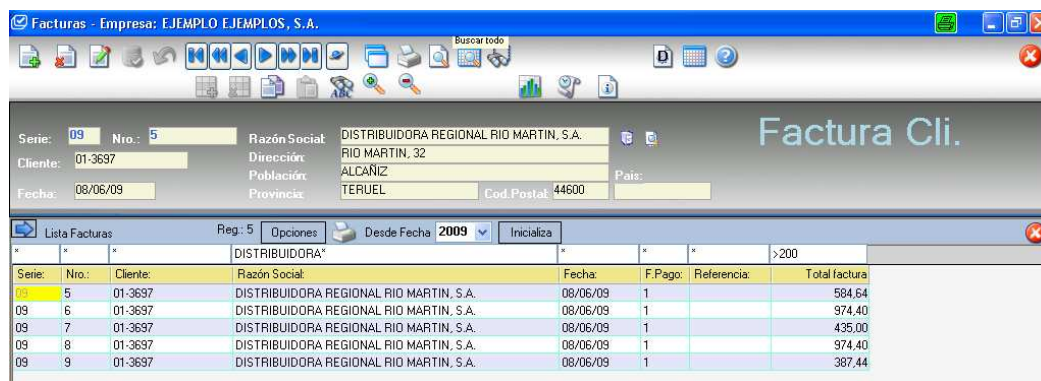 Facturas - Empresa: EJEMPLO EJEMPLOS, S.A.
Buscar todo
D
ABC
Serie: 09 Nro.: 5 Razón Social: DISTRIBUIDORA REGIONAL RIO MARTIN, S.A. Factura Cli.
Cliente: 01-3697 Dirección: RIO MARTIN, 32
Población: ALCAÑIZ País:
Fecha: 08/06/09 Provincia: TERUEL Cod.Postal: 44600
Lista Facturas Reg.: 5 Opciones Desde Fecha 2009 Inicializa
* * * DISTRIBUIDORA* * * * >200
Serie: Nro.: Cliente: Razón Social: Fecha: F.Pago: Referencia: Total factura
09 5 01-3697 DISTRIBUIDORA REGIONAL RIO MARTIN, S.A. 08/06/09 1 584,64
09 6 01-3697 DISTRIBUIDORA REGIONAL RIO MARTIN, S.A. 08/06/09 1 974,40
09 7 01-3697 DISTRIBUIDORA REGIONAL RIO MARTIN, S.A. 08/06/09 1 435,00
09 8 01-3697 DISTRIBUIDORA REGIONAL RIO MARTIN, S.A. 08/06/09 1 974,40
09 9 01-3697 DISTRIBUIDORA REGIONAL RIO MARTIN, S.A. 08/06/09 1 387,44